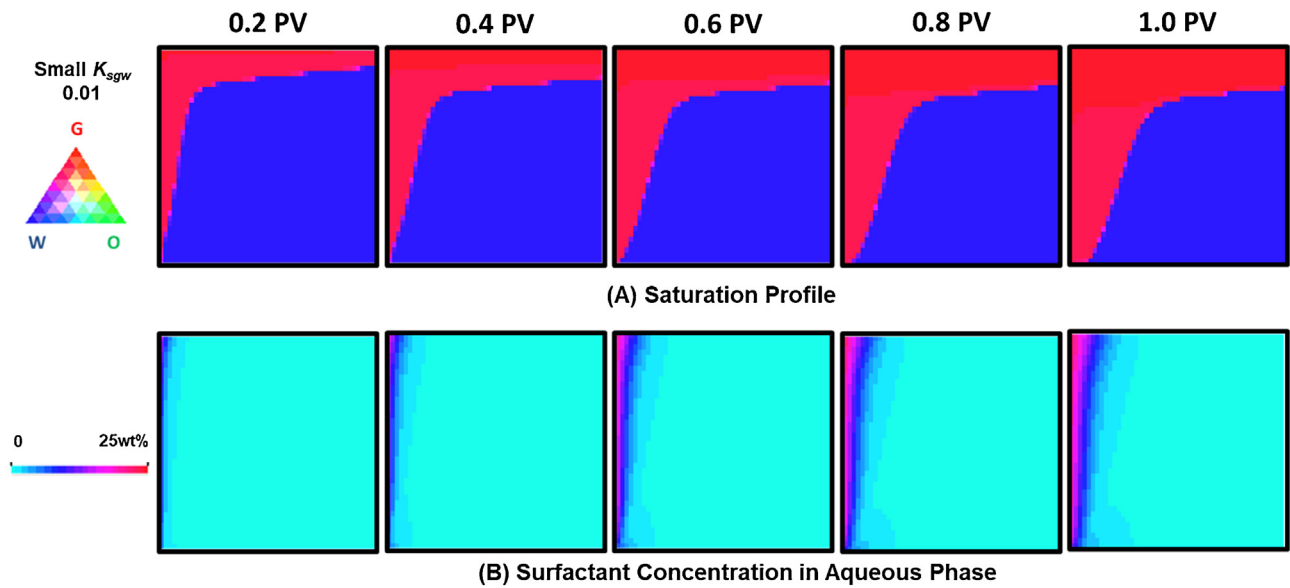 0.2 PV 0.4 PV 0.6 PV 0.8 PV 1.0 PV
Small Ksgw
0.01
G
W O
(A) Saturation Profile
0 25wt%
(B) Surfactant Concentration in Aqueous Phase